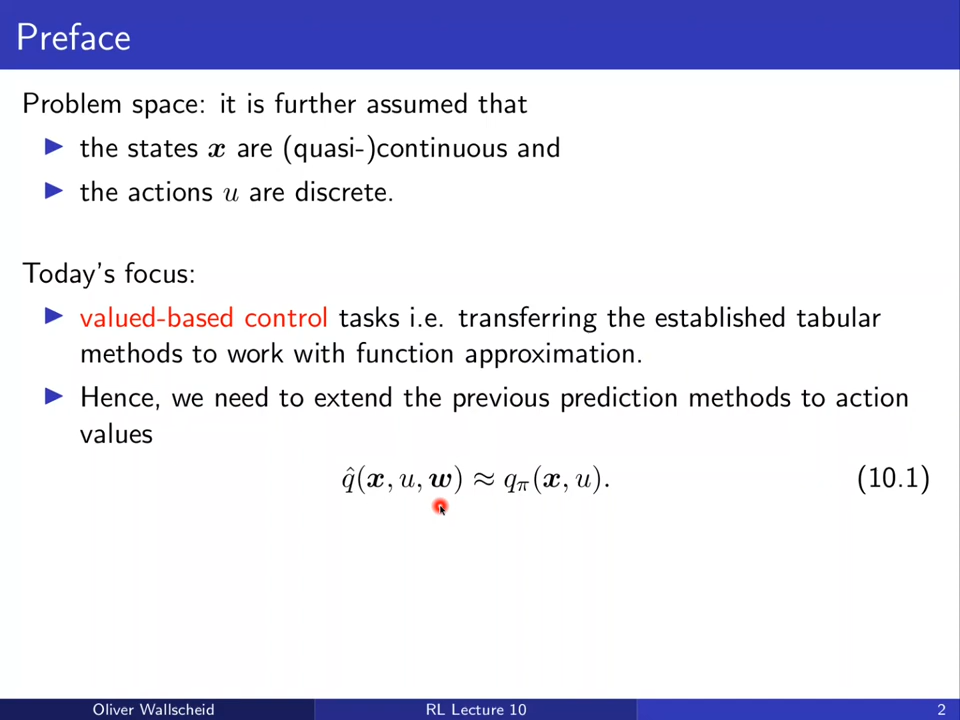 Preface
Problem space: it is further assumed that
▶ the states x are (quasi-)continuous and
▶ the actions u are discrete.
Today's focus:
▶ valued-based control tasks i.e. transferring the established tabular
methods to work with function approximation.
▶ Hence, we need to extend the previous prediction methods to action
values
q̂(x, u, w) ≈ qπ(x, u). (10.1)
Oliver Wallscheid RL Lecture 10 2